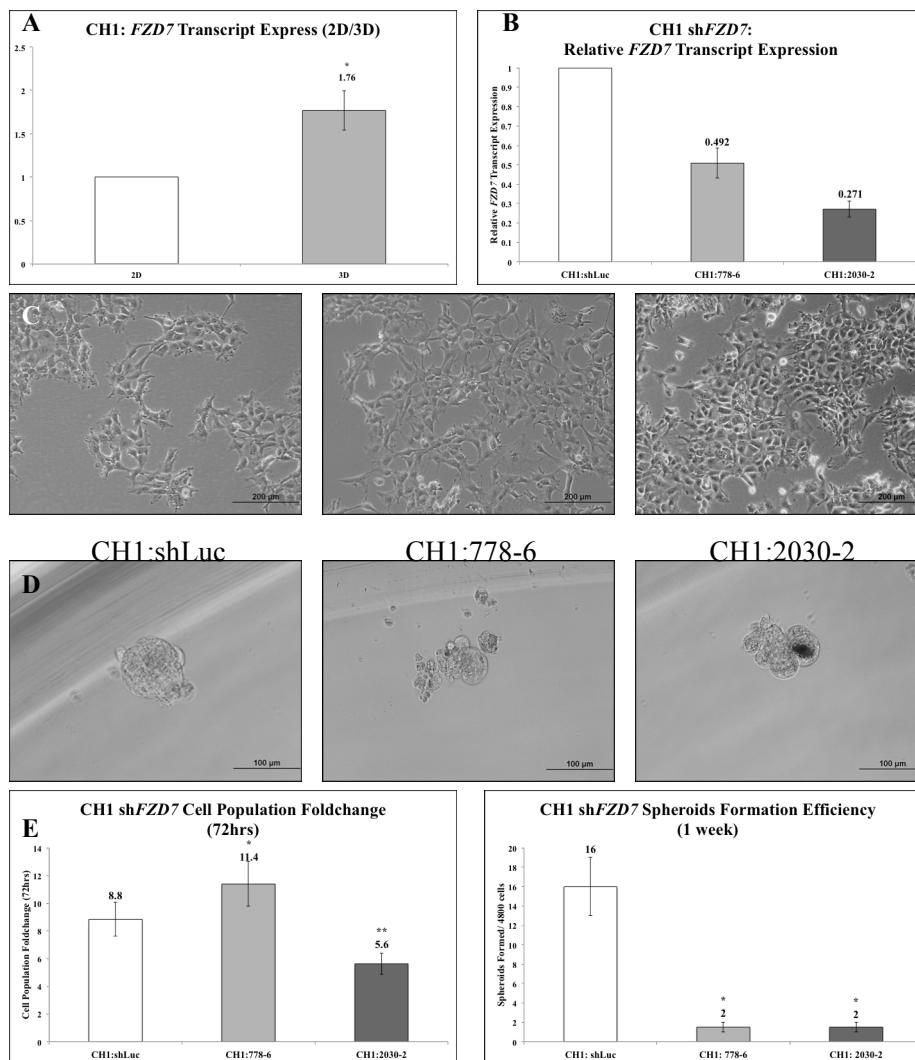 A
CH1: FZD7 Transcript Express (2D/3D)
2.5
2
1.5
1
0.5
0
*
1.76
2D
3D
B
CH1 shFZD7:
Relative FZD7 Transcript Expression
Relative FZD7 Transcript Expression
1
0.9
0.8
0.7
0.6
0.5
0.4
0.3
0.2
0.1
0
0.492
0.271
CH1:shLuc
CH1:778-6
CH1:2030-2
C
200 µm
200 µm
200 µm
CH1:shLuc
CH1:778-6
CH1:2030-2
D
100 µm
100 µm
100 µm
E
CH1 shFZD7 Cell Population Foldchange
(72hrs)
Cell Population Foldchange (72hrs)
14
12
10
8
6
4
2
0
8.8
*
11.4
**
5.6
CH1:shLuc
CH1:778-6
CH1:2030-2
CH1 shFZD7 Spheroids Formation Efficiency
(1 week)
Spheroids Formed/ 4800 cells
20
18
16
14
12
10
8
6
4
2
0
16
*
2
*
2
CH1: shLuc
CH1: 778-6
CH1: 2030-2